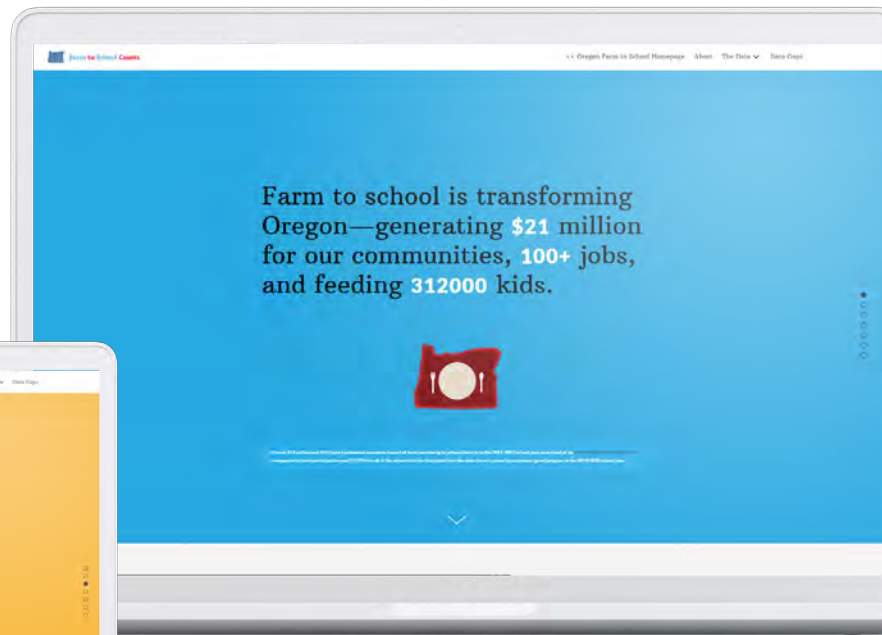 Farm to School Counts
<< Oregon Farm to School Homepage About The Data Data Gaps
Farm to school is transforming
Oregon—generating $21 million
for our communities, 100+ jobs,
and feeding 312000 kids.
Data Gaps